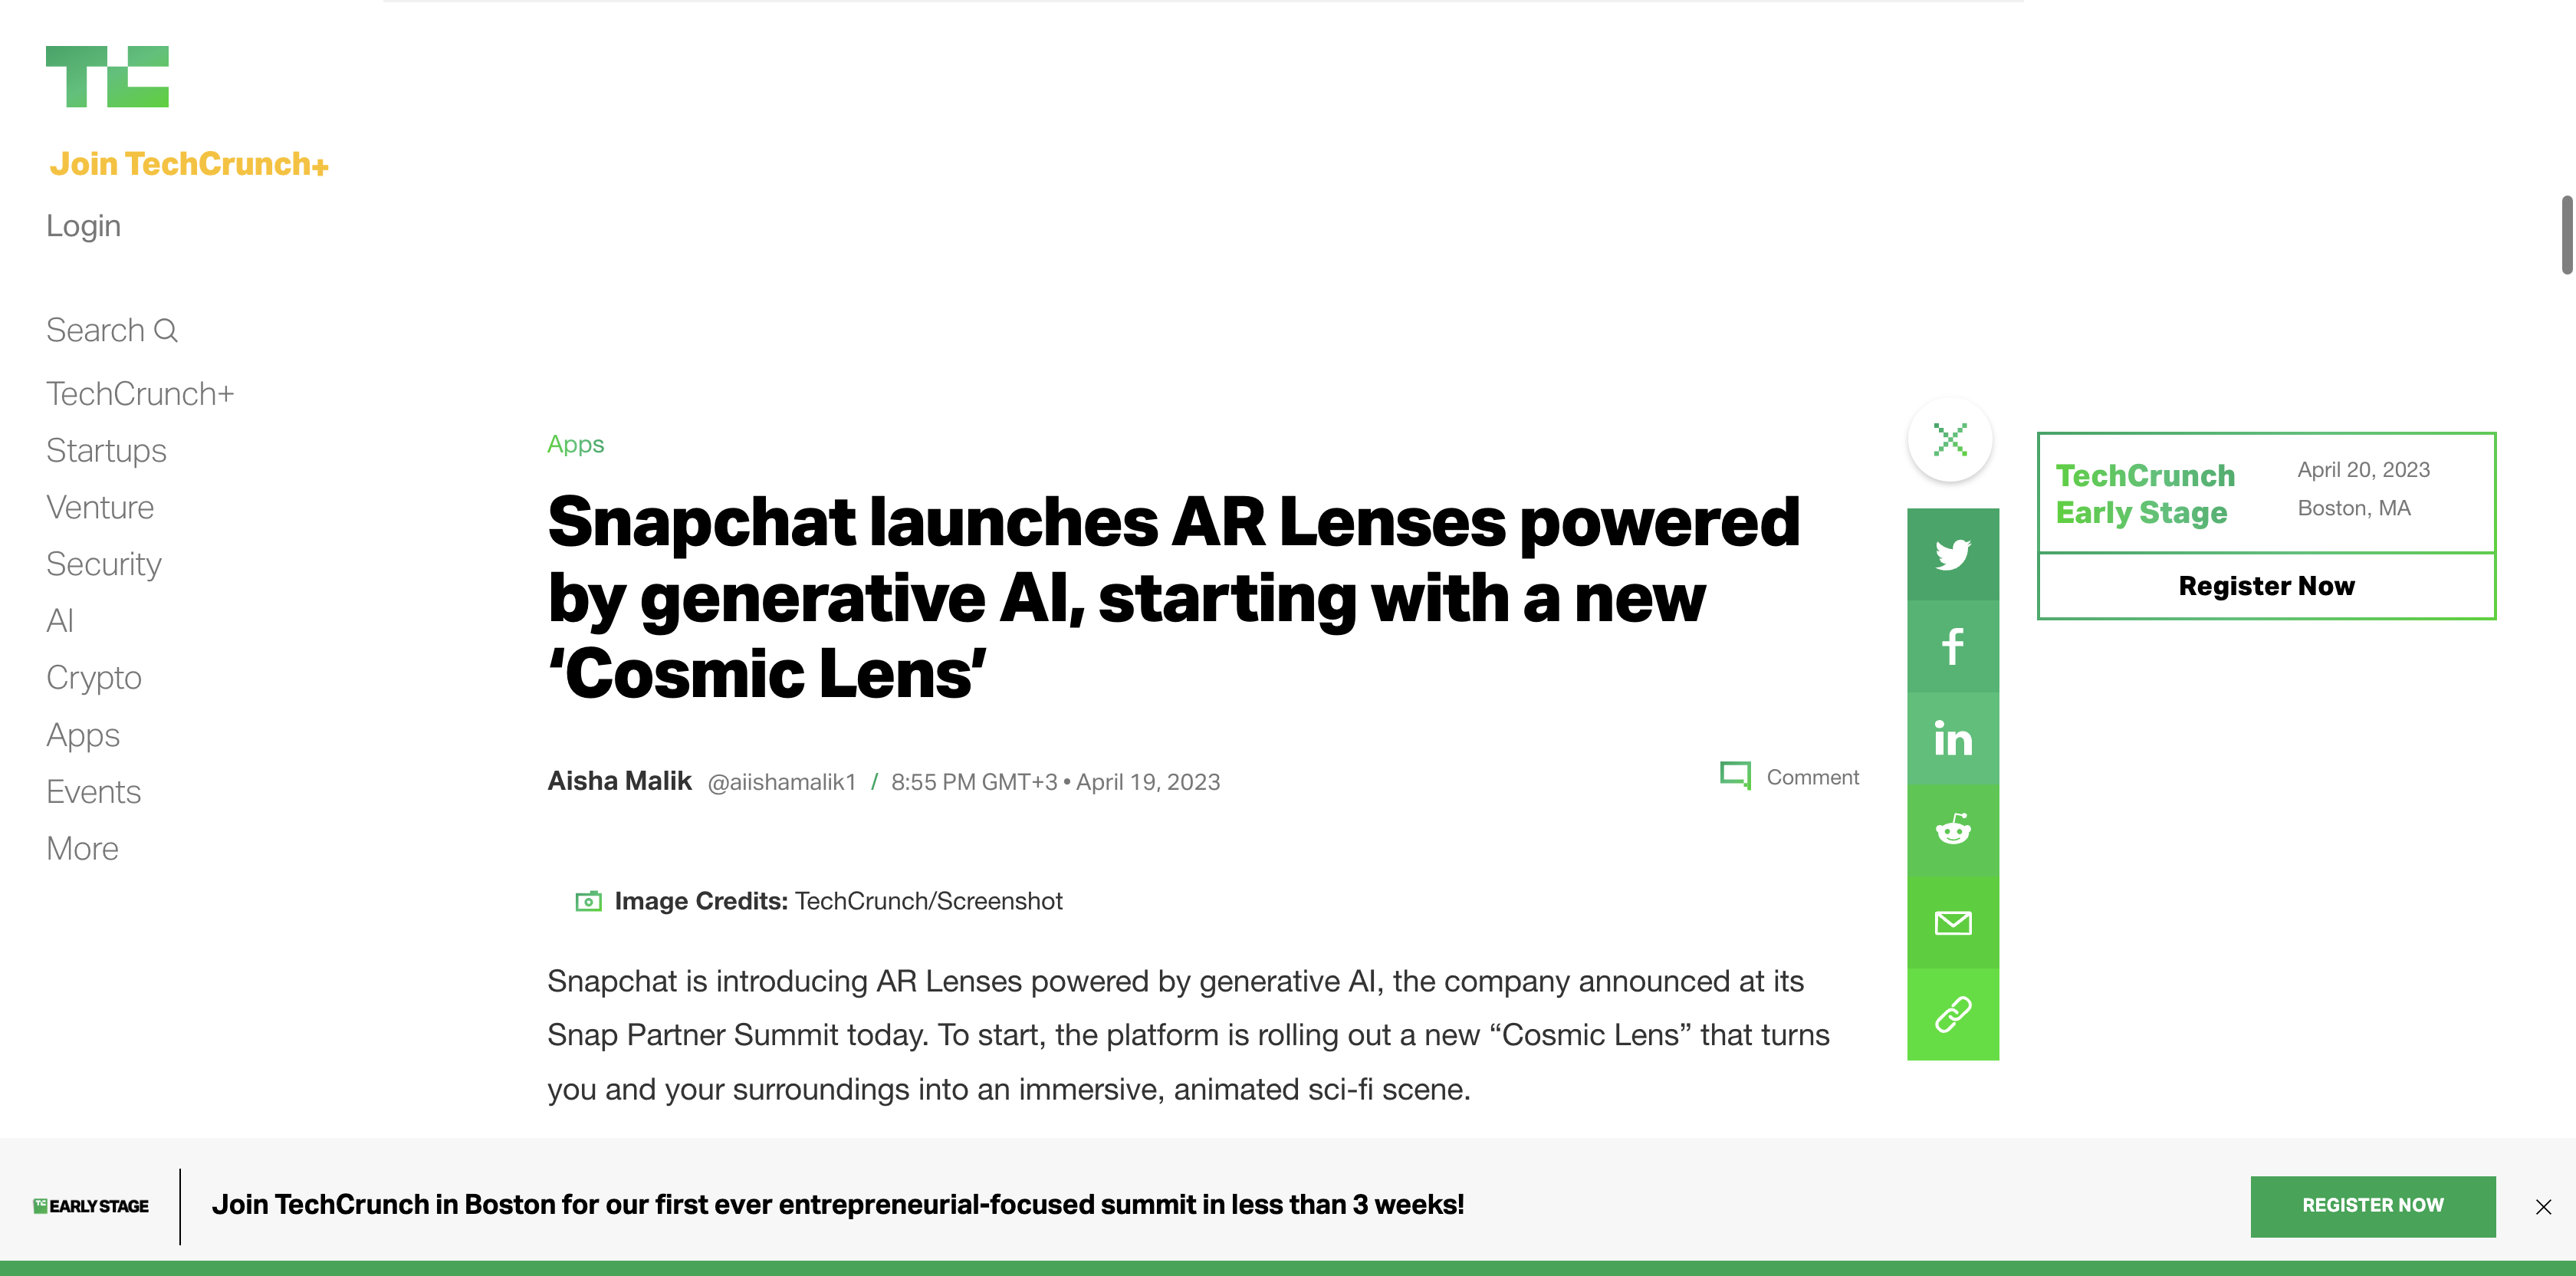 TC
Join TechCrunch+
Login
Search
TechCrunch+
Startups
Venture
Security
AI
Crypto
Apps
Events
More
Apps
Snapchat launches AR Lenses powered
by generative AI, starting with a new
‘Cosmic Lens’
Aisha Malik @aiishamalik1 / 8:55 PM GMT+3 • April 19, 2023
Comment
Image Credits: TechCrunch/Screenshot
Snapchat is introducing AR Lenses powered by generative AI, the company announced at its
Snap Partner Summit today. To start, the platform is rolling out a new “Cosmic Lens” that turns
you and your surroundings into an immersive, animated sci-fi scene.
TechCrunch
Early Stage
April 20, 2023
Boston, MA
Register Now
TC EARLY STAGE
Join TechCrunch in Boston for our first ever entrepreneurial-focused summit in less than 3 weeks!
REGISTER NOW